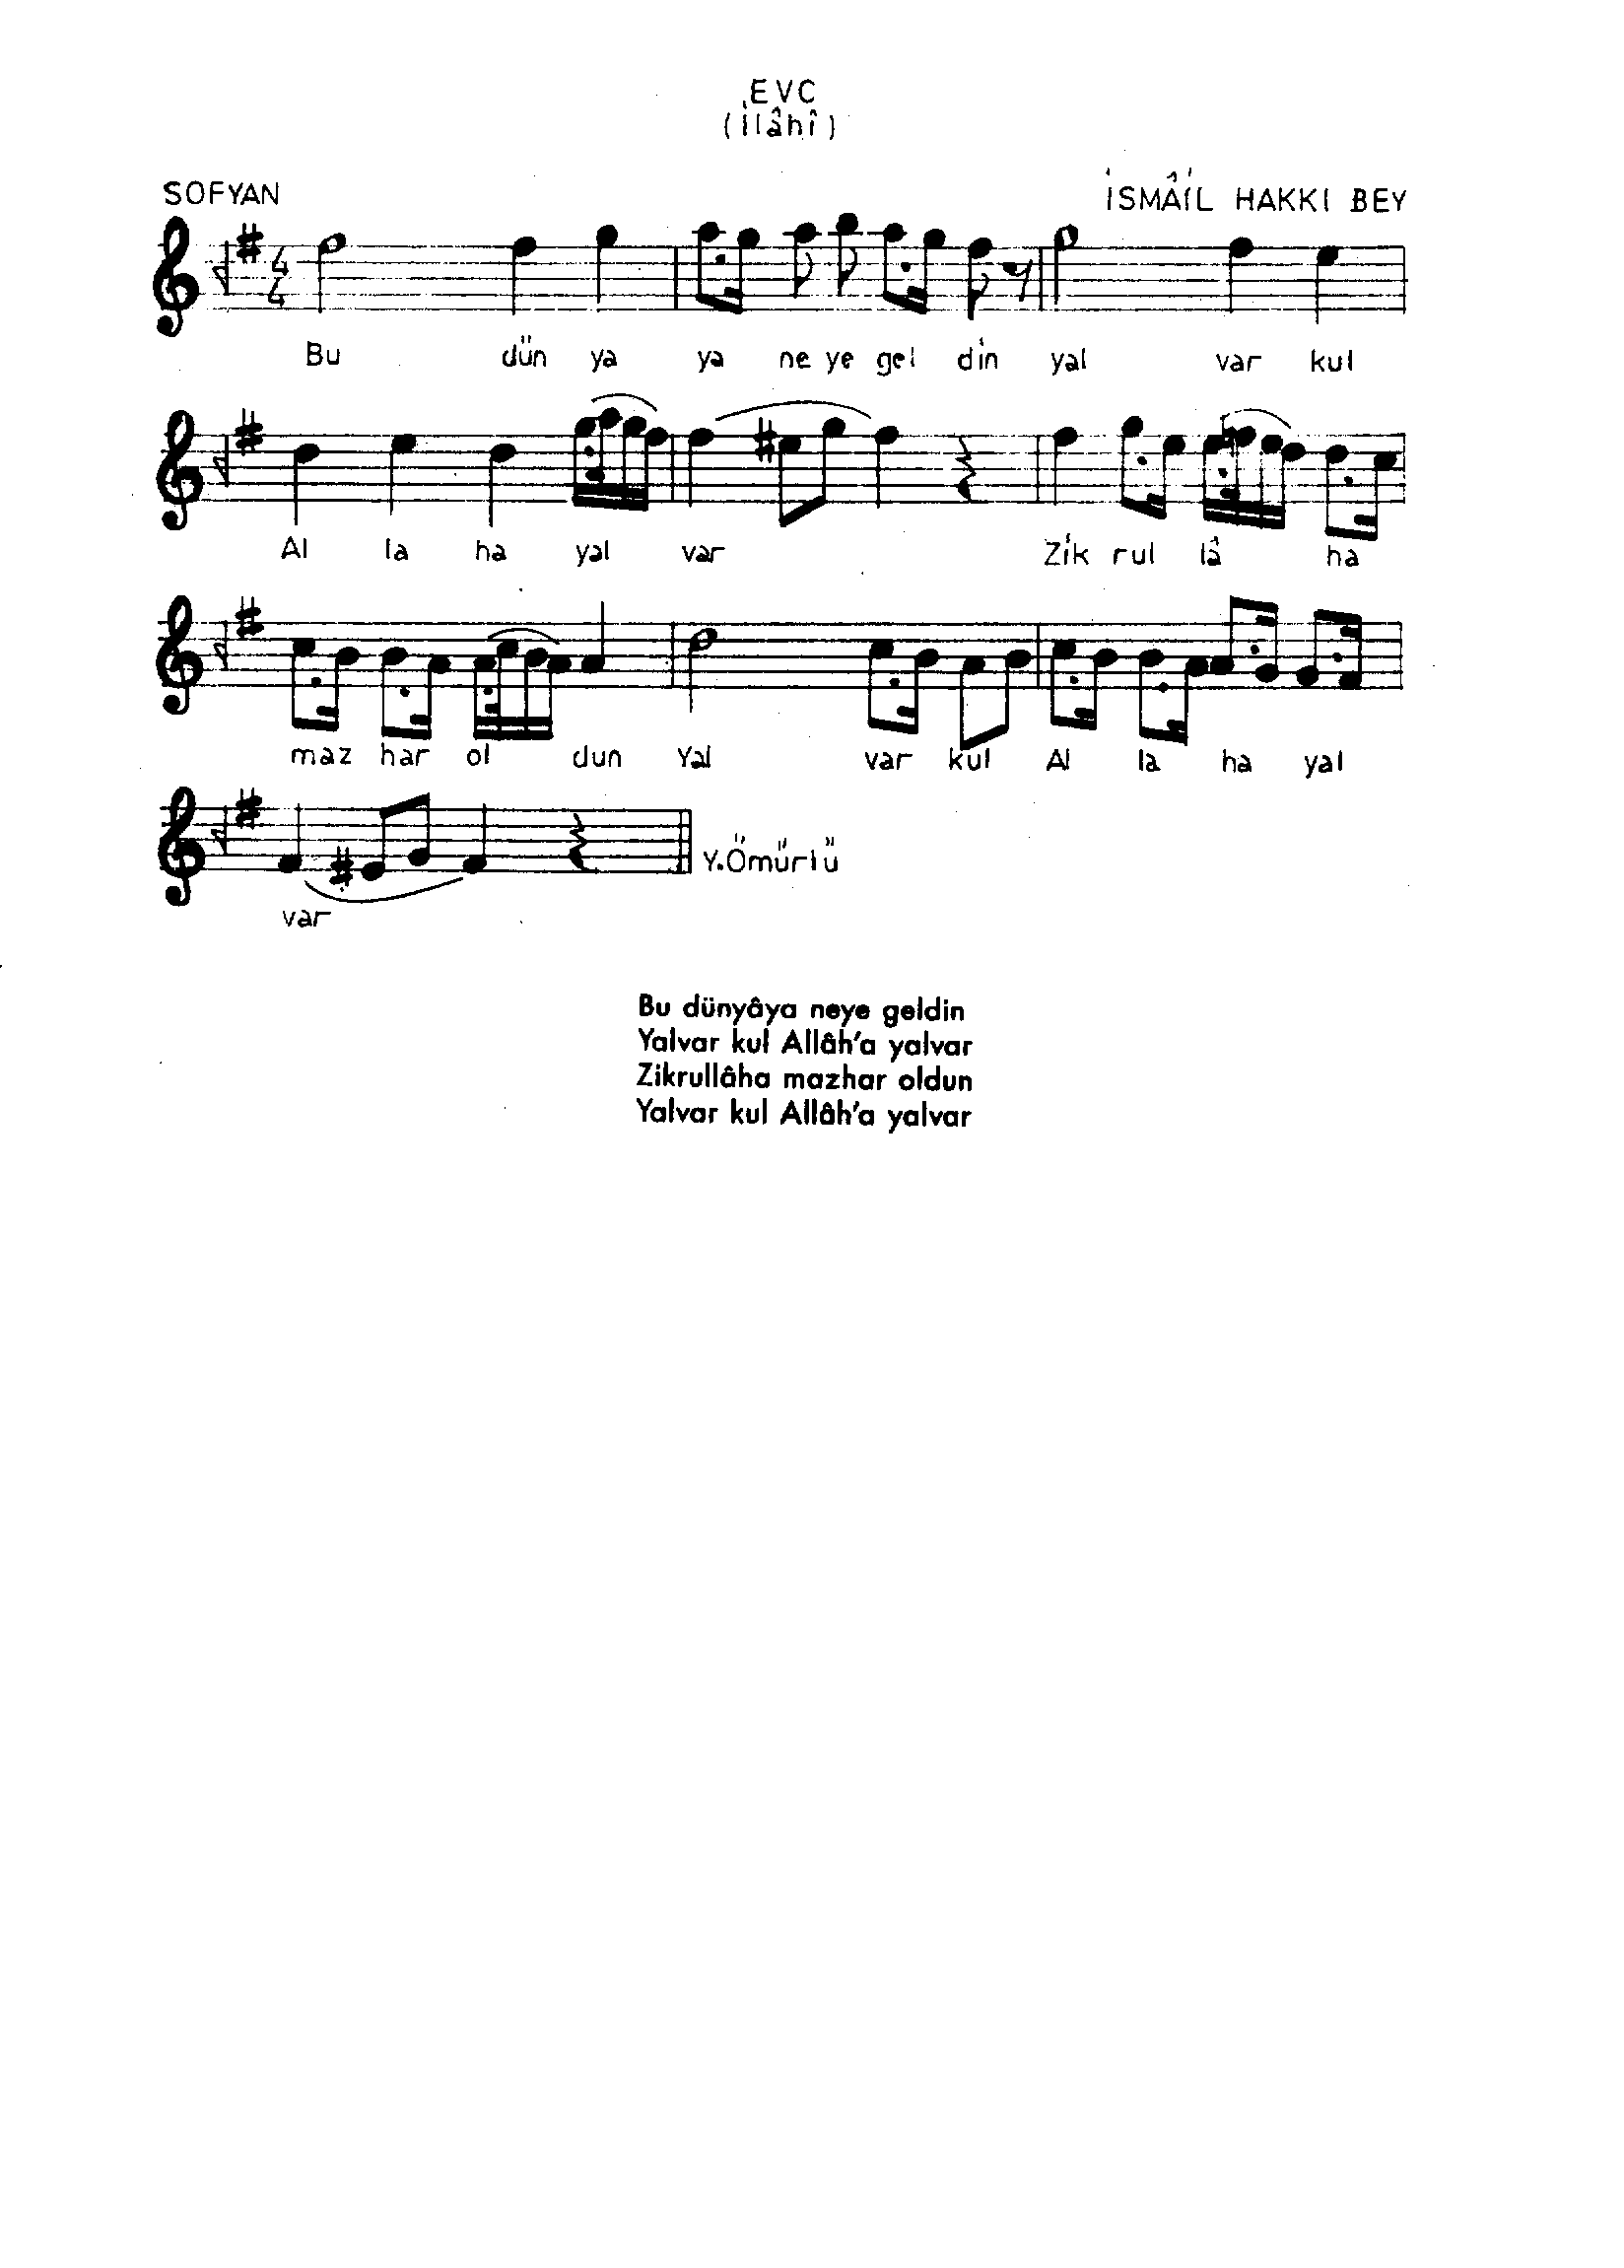 EVC
(İlâhî)
SOFYAN
İSMÂİL HAKKI BEY
4
4
Bu dün ya ya ne ye gel din yal var kul
Al la ha yal var Zik rul lâ ha
maz har ol dun Yal var kul Al la ha yal
Y.Ömürlü
var
Bu dünyâya neye geldin
Yalvar kul Allâh'a yalvar
Zikrullâha mazhar oldun
Yalvar kul Allâh'a yalvar